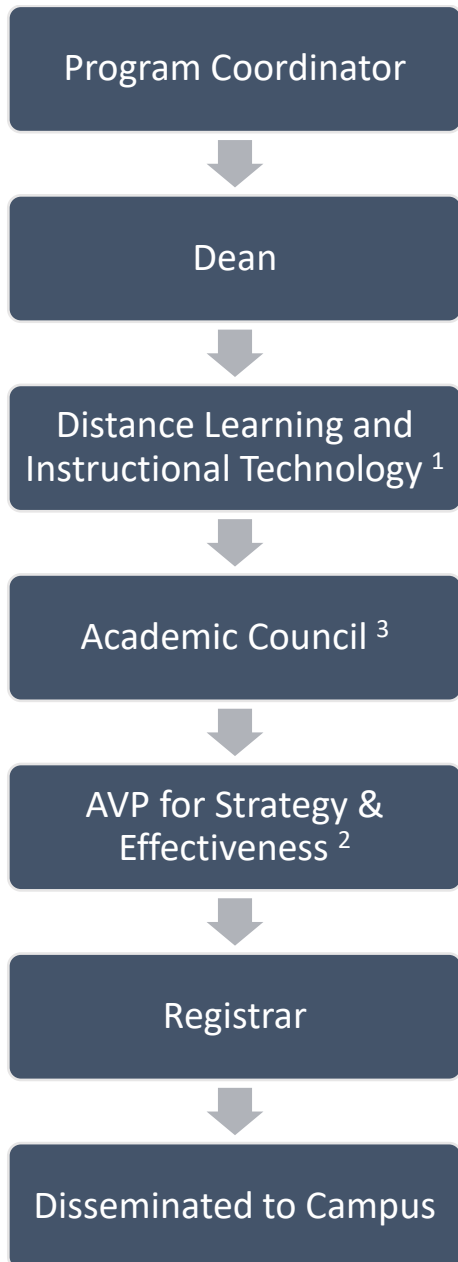 Program Coordinator
Dean
Distance Learning and
Instructional Technology ¹
Academic Council ³
AVP for Strategy &
Effectiveness ²
Registrar
Disseminated to Campus